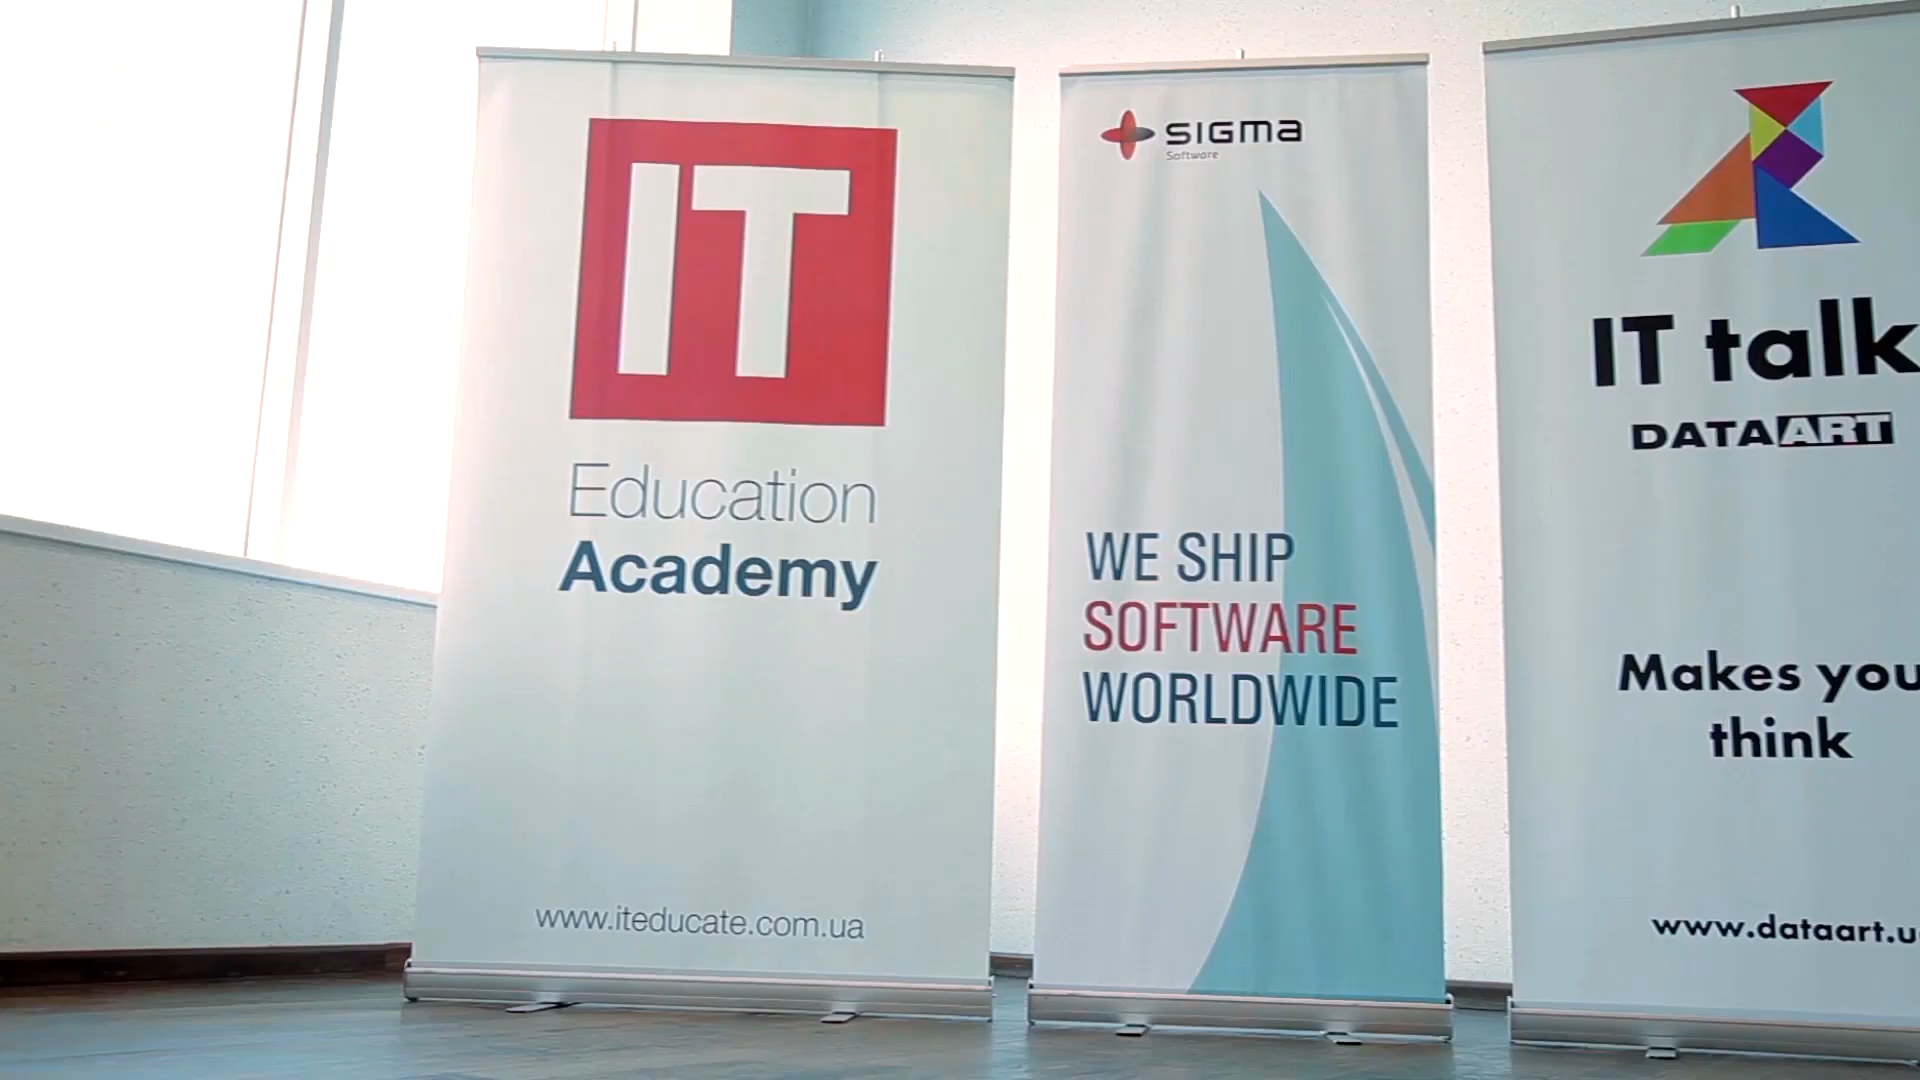 IT
Education
Academy
www.iteducate.com.ua
SIGMA
Software
WE SHIP
SOFTWARE
WORLDWIDE
IT talk
DATAART
Makes you
think
www.dataart.u